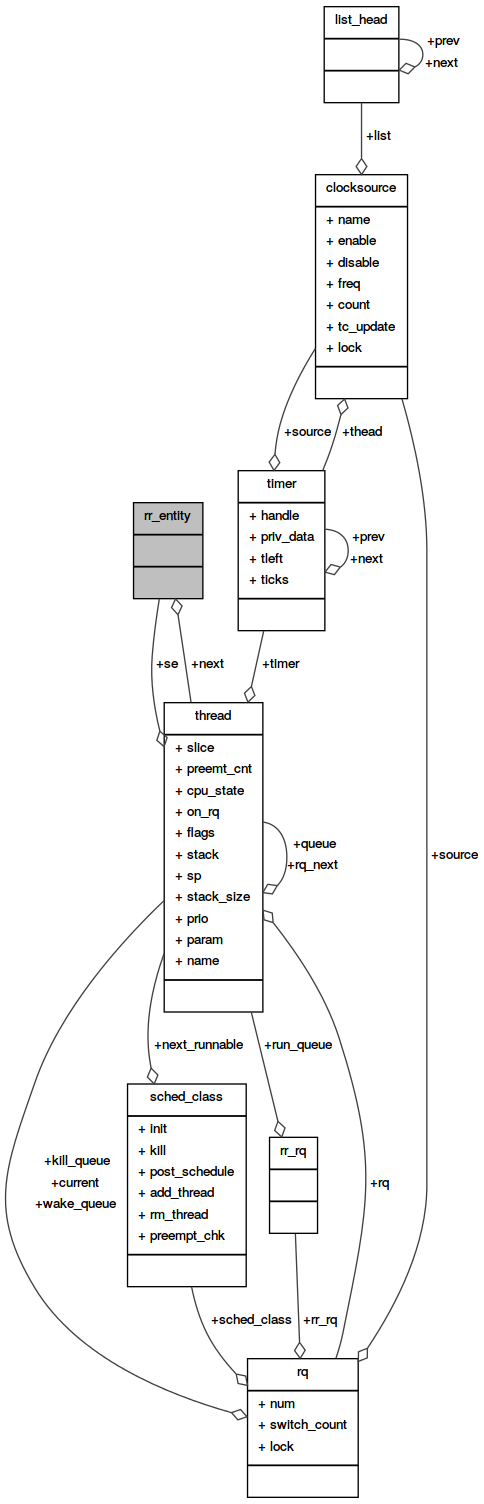 list_head
+prev
+next
+list
clocksource
+ name
+ enable
+ disable
+ freq
+ count
+ tc_update
+ lock
+source
+thead
timer
+ handle
+ priv_data
+ tleft
+ ticks
+prev
+next
rr_entity
+se
+next
+timer
thread
+ slice
+ preemt_cnt
+ cpu_state
+ on_rq
+ flags
+ stack
+ sp
+ stack_size
+ prio
+ param
+ name
+queue
+rq_next
+source
+next_runnable
+run_queue
sched_class
+ init
+ kill
+ post_schedule
+ add_thread
+ rm_thread
+ preempt_chk
rr_rq
+kill_queue
+current
+wake_queue
+rq
+sched_class
+rr_rq
rq
+ num
+ switch_count
+ lock